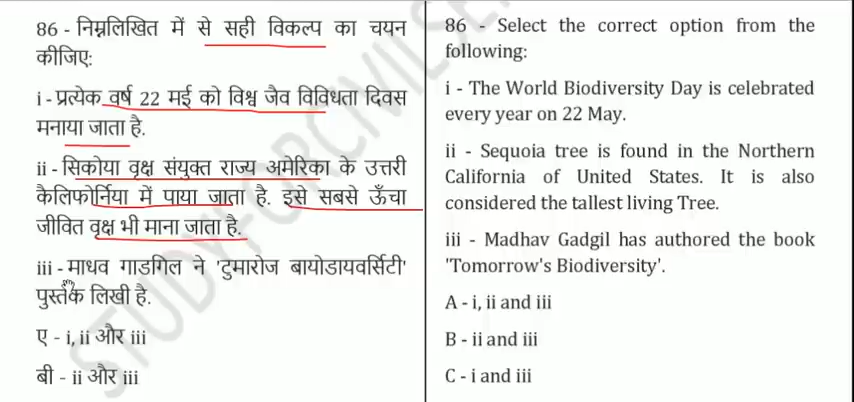 86 - निम्नलिखित में से सही विकल्प का चयन
कीजिए:
i - प्रत्येक वर्ष 22 मई को विश्व जैव विविधता दिवस
मनाया जाता है.
ii - सिकोया वृक्ष संयुक्त राज्य अमेरिका के उत्तरी
कैलिफोर्निया में पाया जाता है. इसे सबसे ऊँचा
जीवित वृक्ष भी माना जाता है.
iii - माधव गाडगिल ने 'टुमारोज बायोडायवर्सिटी'
पुस्तक लिखी है.
ए - i, ii और iii
बी - ii और iii
86 - Select the correct option from the
following:
i - The World Biodiversity Day is celebrated
every year on 22 May.
ii - Sequoia tree is found in the Northern
California of United States. It is also
considered the tallest living Tree.
iii - Madhav Gadgil has authored the book
'Tomorrow's Biodiversity'.
A - i, ii and iii
B - ii and iii
C - i and iii